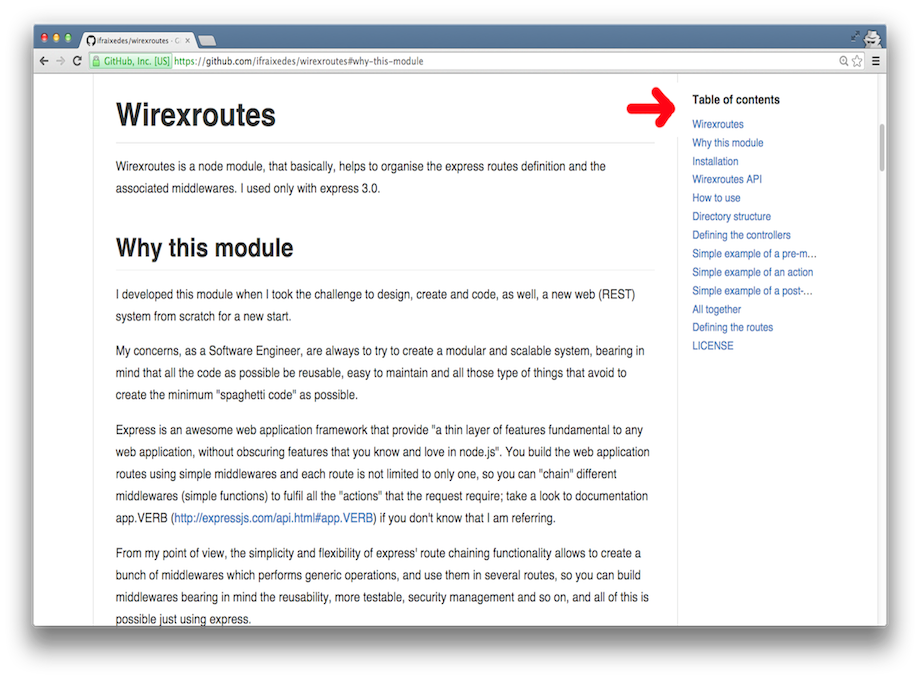 ifraixedes/wirexroutes · G
GitHub, Inc. [US] https://github.com/ifraixedes/wirexroutes#why-this-module
Wirexroutes
Wirexroutes is a node module, that basically, helps to organise the express routes definition and the
associated middlewares. I used only with express 3.0.
Why this module
I developed this module when I took the challenge to design, create and code, as well, a new web (REST)
system from scratch for a new start.
My concerns, as a Software Engineer, are always to try to create a modular and scalable system, bearing in
mind that all the code as possible be reusable, easy to maintain and all those type of things that avoid to
create the minimum "spaghetti code" as possible.
Express is an awesome web application framework that provide "a thin layer of features fundamental to any
web application, without obscuring features that you know and love in node.js". You build the web application
routes using simple middlewares and each route is not limited to only one, so you can "chain" different
middlewares (simple functions) to fulfil all the "actions" that the request require; take a look to documentation
app.VERB (http://expressjs.com/api.html#app.VERB) if you don't know that I am referring.
From my point of view, the simplicity and flexibility of express' route chaining functionality allows to create a
bunch of middlewares which performs generic operations, and use them in several routes, so you can build
middlewares bearing in mind the reusability, more testable, security management and so on, and all of this is
possible just using express.
Table of contents
Wirexroutes
Why this module
Installation
Wirexroutes API
How to use
Directory structure
Defining the controllers
Simple example of a pre-m...
Simple example of an action
Simple example of a post-...
All together
Defining the routes
LICENSE